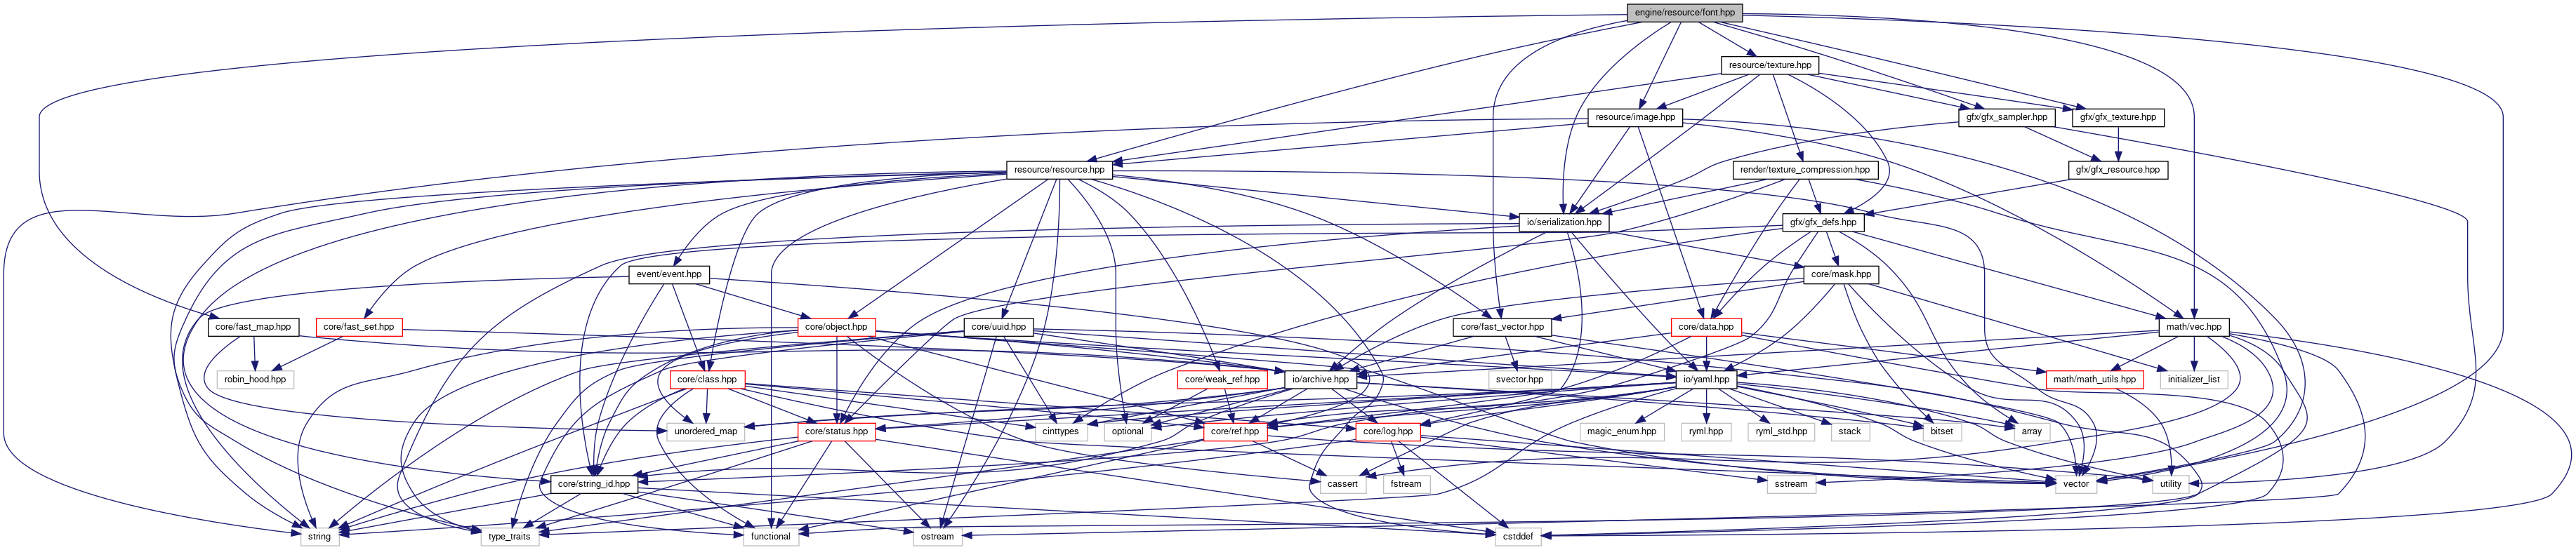 engine/resource/font.hpp
resource/texture.hpp
resource/image.hpp
gfx/gfx_sampler.hpp
gfx/gfx_texture.hpp
resource/resource.hpp
render/texture_compression.hpp
gfx/gfx_resource.hpp
io/serialization.hpp
gfx/gfx_defs.hpp
event/event.hpp
core/mask.hpp
core/fast_map.hpp
core/fast_set.hpp
core/object.hpp
core/uuid.hpp
core/fast_vector.hpp
core/data.hpp
math/vec.hpp
robin_hood.hpp
core/class.hpp
core/weak_ref.hpp
io/archive.hpp
svector.hpp
io/yaml.hpp
math/math_utils.hpp
initializer_list
unordered_map
core/status.hpp
cinttypes
optional
core/ref.hpp
core/log.hpp
magic_enum.hpp
ryml.hpp
ryml_std.hpp
stack
bitset
array
core/string_id.hpp
cassert
fstream
sstream
vector
utility
string
type_traits
functional
ostream
cstddef